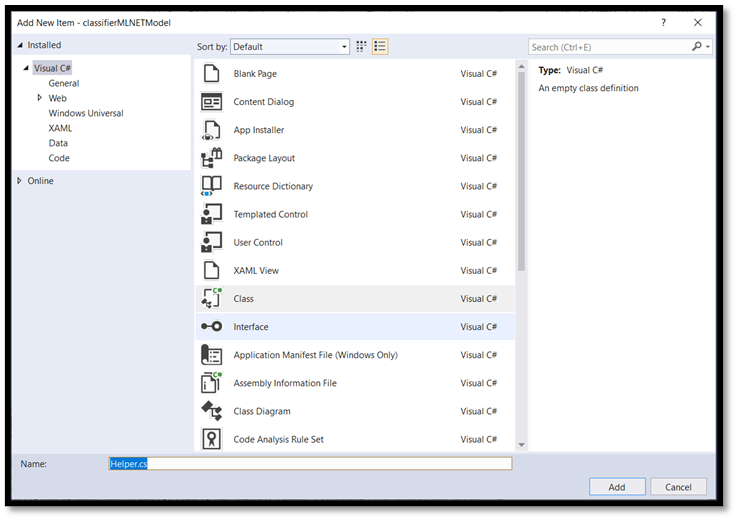 Add New Item - classifierMLNETModel
?
Installed
Sort by: Default
Search (Ctrl+E)
Visual C#
General
Web
Windows Universal
XAML
Data
Code
Online
Blank Page Visual C#
Content Dialog Visual C#
App Installer Visual C#
Package Layout Visual C#
Resource Dictionary Visual C#
Templated Control Visual C#
User Control Visual C#
XAML View Visual C#
Class Visual C#
Interface Visual C#
Application Manifest File (Windows Only) Visual C#
Assembly Information File Visual C#
Class Diagram Visual C#
Code Analysis Rule Set Visual C#
Type: Visual C#
An empty class definition
Name: Helper.cs
Add Cancel